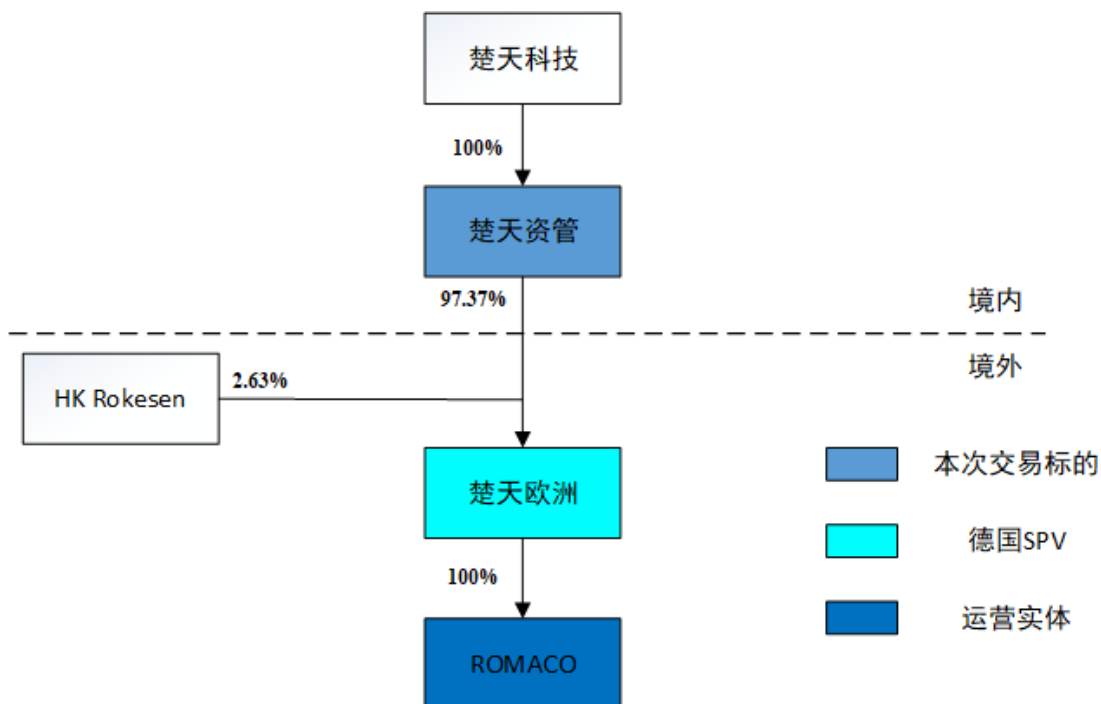 楚天科技
100%
楚天资管
97.37%
境内
境外
HK Rokesen
2.63%
楚天欧洲
100%
ROMACO
本次交易标的
德国SPV
运营实体